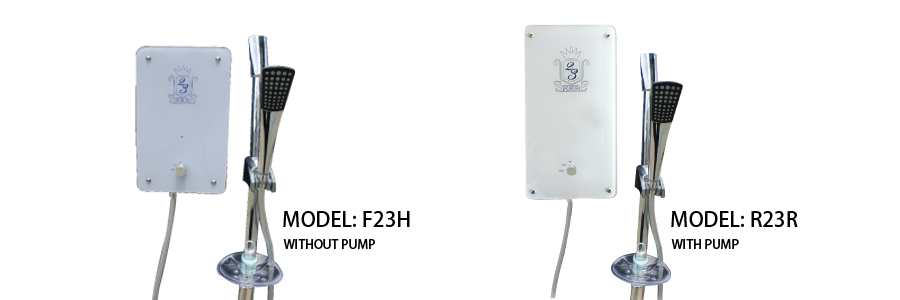 MODEL: F23H
WITHOUT PUMP
MODEL: R23R
WITH PUMP